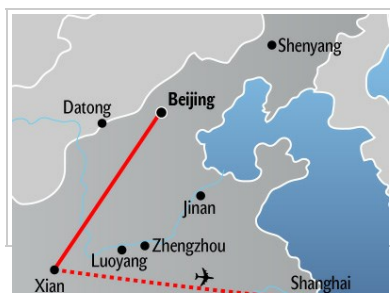 Shenyang
Beijing
Datong
Jinan
Zhengzhou
Luoyang
Xian
Shanghai